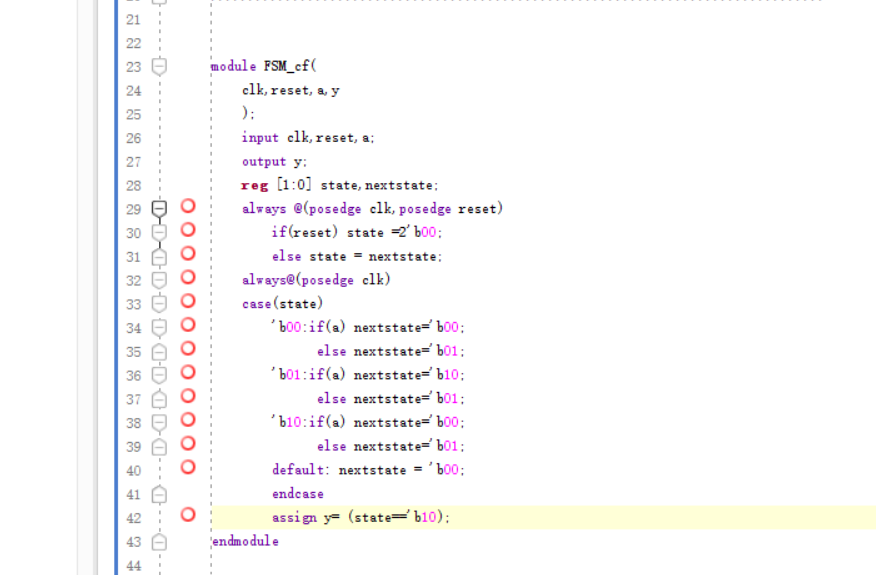 21
22
23 module FSM_cf(
24 clk,reset,a,y
25 );
26 input clk,reset,a;
27 output y;
28 reg [1:0] state,nextstate;
29 always @(posedge clk,posedge reset)
30 if(reset) state =2'b00;
31 else state = nextstate;
32 always@(posedge clk)
33 case(state)
34 'b00:if(a) nextstate='b00;
35 else nextstate='b01;
36 'b01:if(a) nextstate='b10;
37 else nextstate='b01;
38 'b10:if(a) nextstate='b00;
39 else nextstate='b01;
40 default: nextstate = 'b00;
41 endcase
42 assign y= (state=='b10);
43 endmodule
44